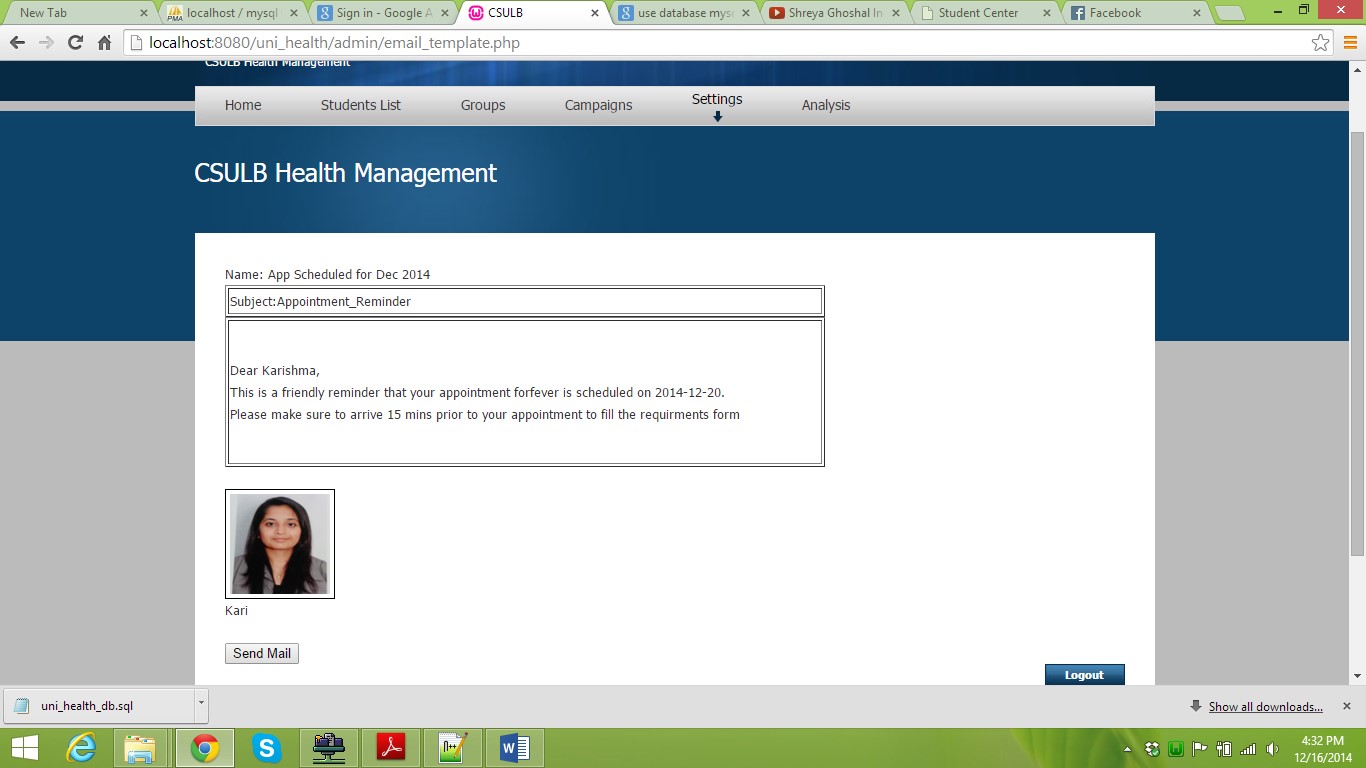 New Tab
localhost / mysql
Sign in - Google A
CSULB
use database myso
Shreya Ghoshal In
Student Center
Facebook
localhost:8080/uni_health/admin/email_template.php
CSULB Health Management
Home
Students List
Groups
Campaigns
Settings
Analysis
CSULB Health Management
Name: App Scheduled for Dec 2014
Subject:Appointment_Reminder
Dear Karishma,
This is a friendly reminder that your appointment forfever is scheduled on 2014-12-20.
Please make sure to arrive 15 mins prior to your appointment to fill the requirments form
Kari
Send Mail
Logout
uni_health_db.sql
Show all downloads...
4:32 PM
12/16/2014